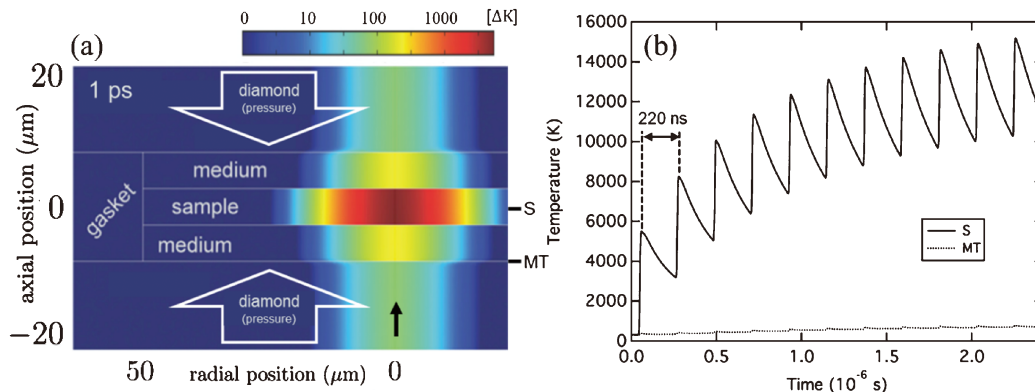 (a)
0 10 100 1000 [ΔK]
20
0
−20
axial position (μm)
1 ps
diamond
(pressure)
gasket
medium
sample
medium
S
MT
diamond
(pressure)
50 radial position (μm) 0
(b)
16000
14000
12000
10000
8000
6000
4000
2000
0
Temperature (K)
220 ns
S
MT
0.0 0.5 1.0 1.5 2.0
Time (10⁻⁶ s)